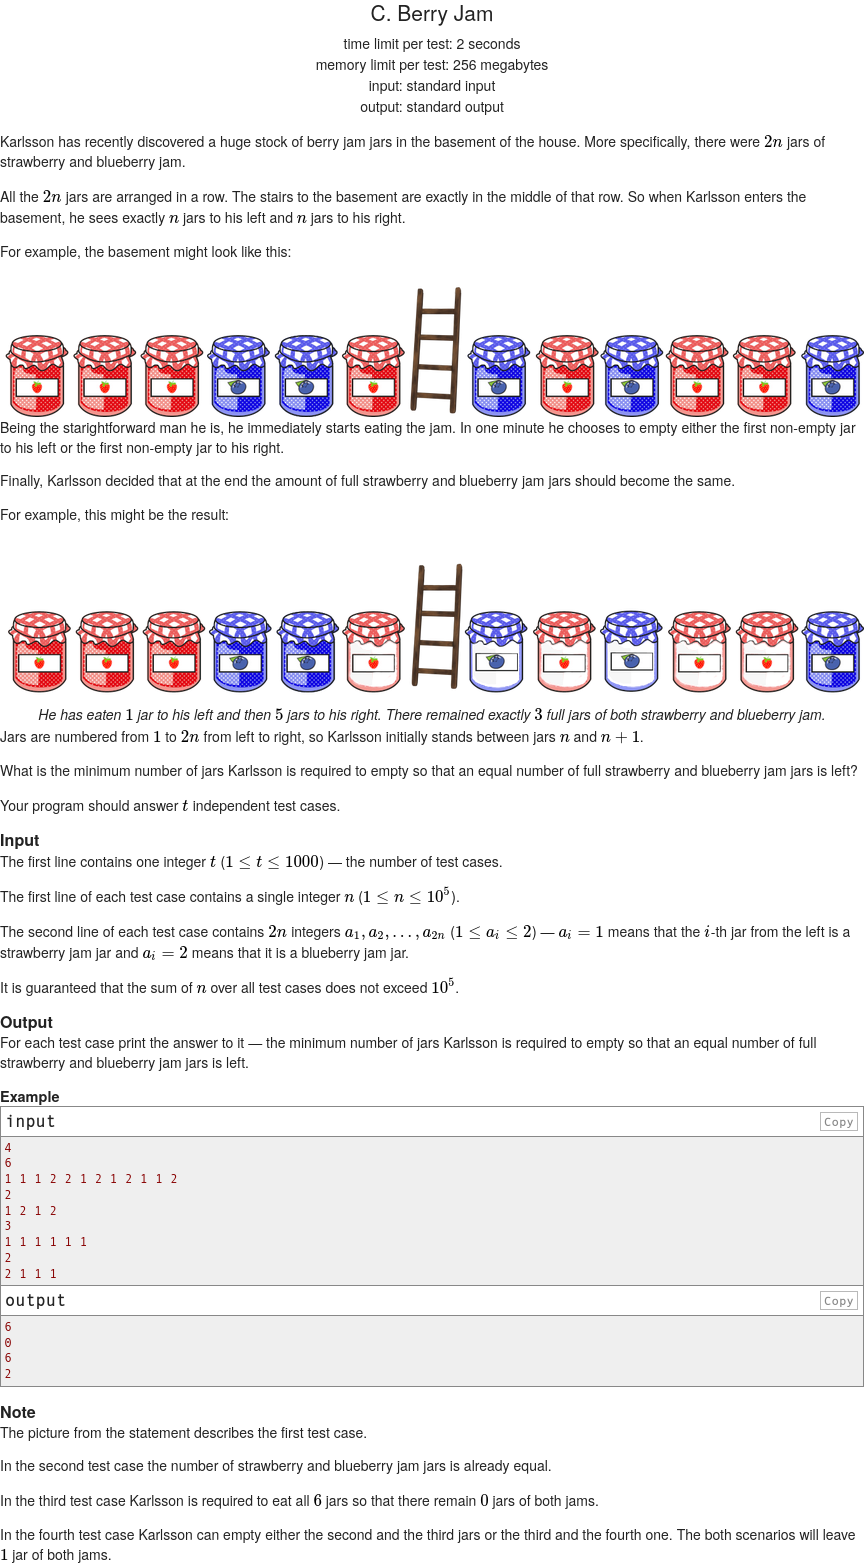 C. Berry Jam
time limit per test: 2 seconds
memory limit per test: 256 megabytes
input: standard input
output: standard output
Karlsson has recently discovered a huge stock of berry jam jars in the basement of the house. More specifically, there were 2n jars of
strawberry and blueberry jam.
All the 2n jars are arranged in a row. The stairs to the basement are exactly in the middle of that row. So when Karlsson enters the
basement, he sees exactly n jars to his left and n jars to his right.
For example, the basement might look like this:
Being the starightforward man he is, he immediately starts eating the jam. In one minute he chooses to empty either the first non-empty jar
to his left or the first non-empty jar to his right.
Finally, Karlsson decided that at the end the amount of full strawberry and blueberry jam jars should become the same.
For example, this might be the result:
He has eaten 1 jar to his left and then 5 jars to his right. There remained exactly 3 full jars of both strawberry and blueberry jam.
Jars are numbered from 1 to 2n from left to right, so Karlsson initially stands between jars n and n + 1.
What is the minimum number of jars Karlsson is required to empty so that an equal number of full strawberry and blueberry jam jars is left?
Your program should answer t independent test cases.
Input
The first line contains one integer t (1 ≤ t ≤ 1000) — the number of test cases.
The first line of each test case contains a single integer n (1 ≤ n ≤ 10^5).
The second line of each test case contains 2n integers a_1, a_2, . . . , a_2n (1 ≤ a_i ≤ 2) — a_i = 1 means that the i-th jar from the left is a
strawberry jam jar and a_i = 2 means that it is a blueberry jam jar.
It is guaranteed that the sum of n over all test cases does not exceed 10^5.
Output
For each test case print the answer to it — the minimum number of jars Karlsson is required to empty so that an equal number of full
strawberry and blueberry jam jars is left.
Example
input Copy
4
6
1 1 1 2 2 1 2 1 2 1 1 2
2
1 2 1 2
3
1 1 1 1 1 1
2
2 1 1 1
output Copy
6
0
6
2
Note
The picture from the statement describes the first test case.
In the second test case the number of strawberry and blueberry jam jars is already equal.
In the third test case Karlsson is required to eat all 6 jars so that there remain 0 jars of both jams.
In the fourth test case Karlsson can empty either the second and the third jars or the third and the fourth one. The both scenarios will leave
1 jar of both jams.